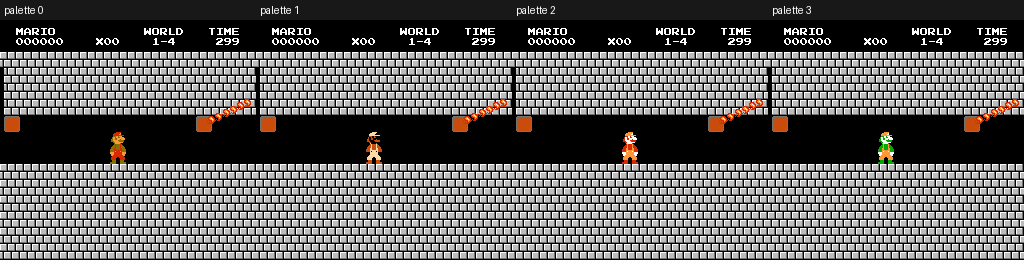 palette 0 palette 1 palette 2 palette 3
MARIO WORLD TIME MARIO WORLD TIME MARIO WORLD TIME MARIO WORLD TIME
000000 X00 1-4 299 000000 X00 1-4 299 000000 X00 1-4 299 000000 X00 1-4 299